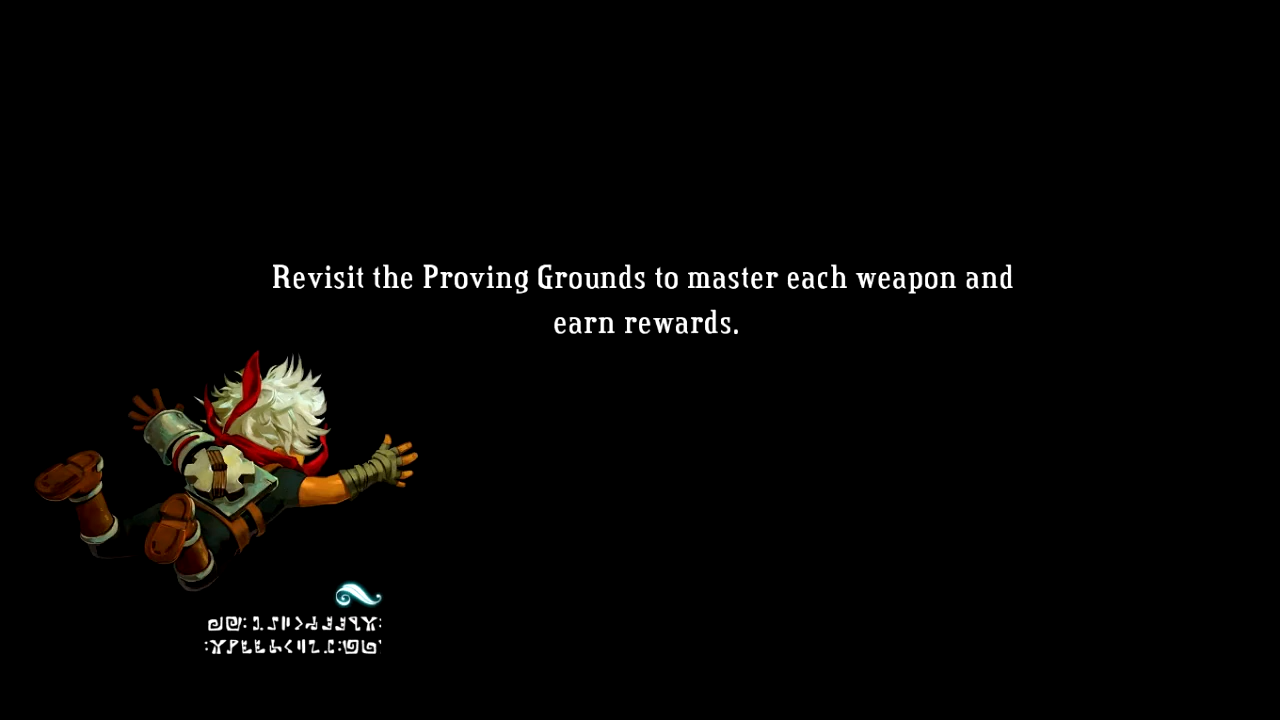 Revisit the Proving Grounds to master each weapon and
earn rewards.